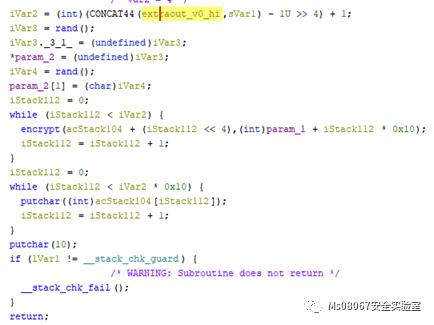 iVar2 = (int)(CONCAT44(extraout_v0_hi,sVar1) - 1U >> 4) + 1;
iVar3 = rand();
iVar3._3_1_ = (undefined)iVar3;
*param_2 = (undefined)iVar3;
iVar4 = rand();
param_2[1] = (char)iVar4;
iStack112 = 0;
while (iStack112 < iVar2) {
encrypt(acStack104 + (iStack112 << 4),(int)param_1 + iStack112 * 0x10);
iStack112 = iStack112 + 1;
}
iStack112 = 0;
while (iStack112 < iVar2 * 0x10) {
putchar((int)acStack104[iStack112]);
iStack112 = iStack112 + 1;
}
putchar(10);
if (lVar1 != __stack_chk_guard) {
/* WARNING: Subroutine does not return */
__stack_chk_fail();
}
return;
Ms08067安全实验室